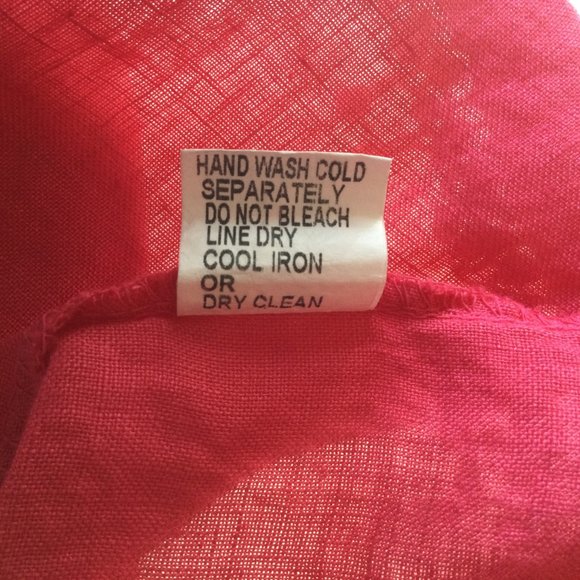 HAND WASH COLD
SEPARATELY
DO NOT BLEACH
LINE DRY
COOL IRON
OR
DRY CLEAN